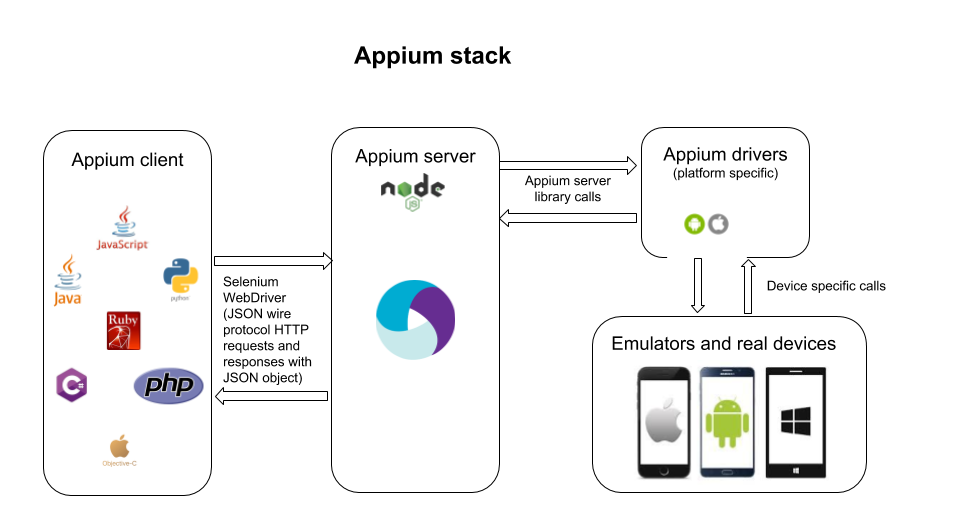 Appium stack
Appium client
JavaScript
Java
python
Ruby
C#
php
Objective-C
Selenium
WebDriver
(JSON wire
protocol HTTP
requests and
responses with
JSON object)
Appium server
node
JS
Appium server
library calls
Appium drivers
(platform specific)
Device specific calls
Emulators and real devices